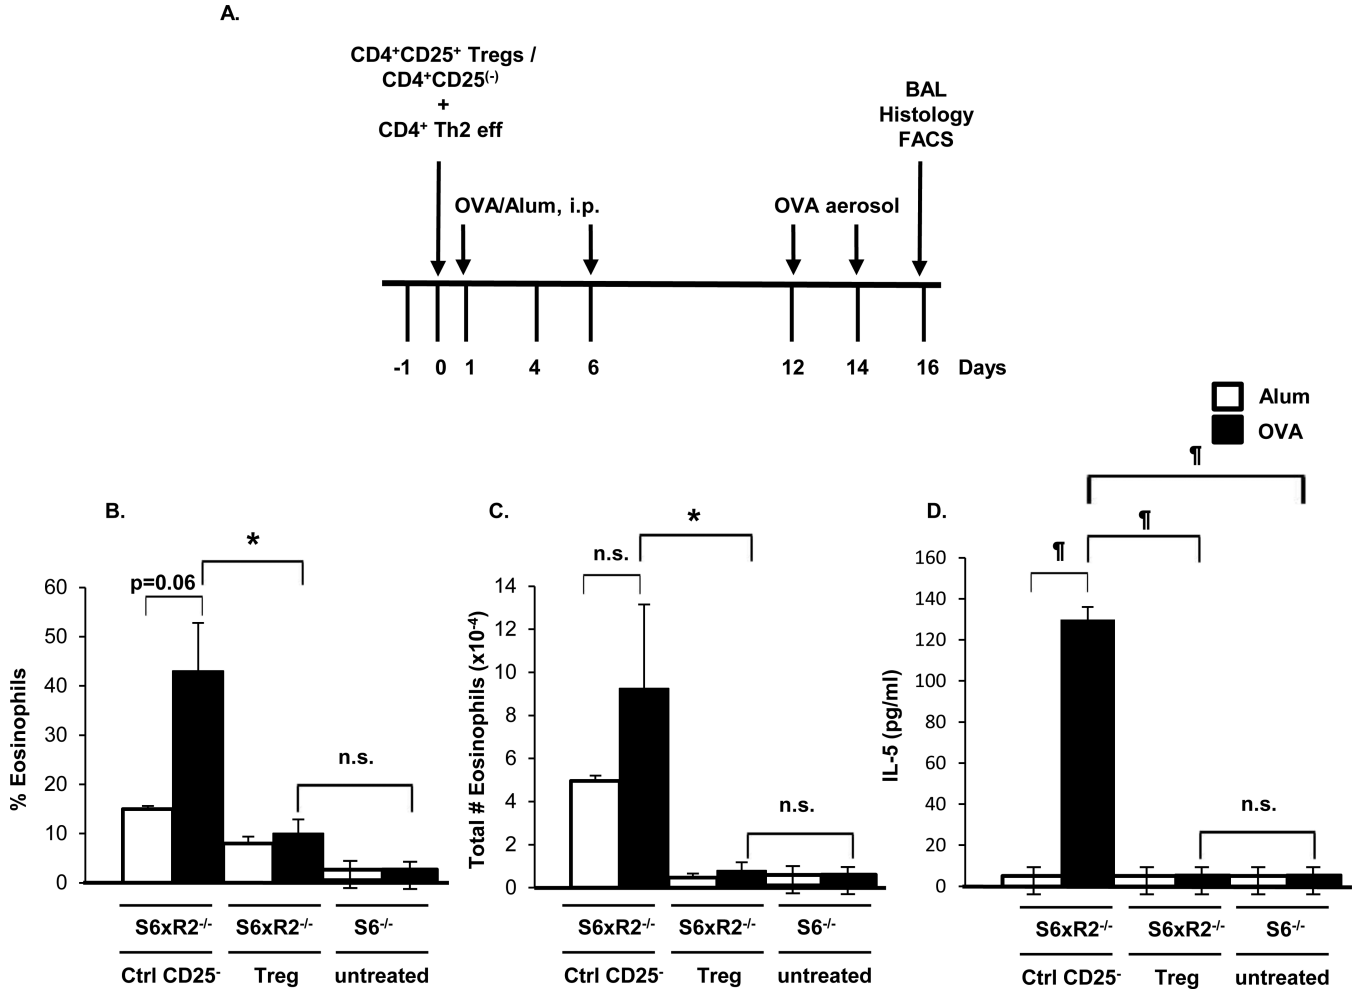 A.
CD4⁺CD25⁺ Tregs /
CD4⁺CD25⁽⁻⁾
+
CD4⁺ Th2 eff
BAL
Histology
FACS
OVA/Alum, i.p.
OVA aerosol
-1 0 1 4 6 12 14 16 Days
Alum
OVA
B.
% Eosinophils
60
50
40
30
20
10
0
p=0.06
*
n.s.
S6xR2⁻/⁻ S6xR2⁻/⁻ S6⁻/⁻
Ctrl CD25⁻ Treg untreated
C.
Total # Eosinophils (x10⁻⁴)
14
12
10
8
6
4
2
0
n.s.
*
n.s.
S6xR2⁻/⁻ S6xR2⁻/⁻ S6⁻/⁻
Ctrl CD25⁻ Treg untreated
D.
IL-5 (pg/ml)
160
140
120
100
80
60
40
20
0
¶
¶
¶
n.s.
S6xR2⁻/⁻ S6xR2⁻/⁻ S6⁻/⁻
Ctrl CD25⁻ Treg untreated